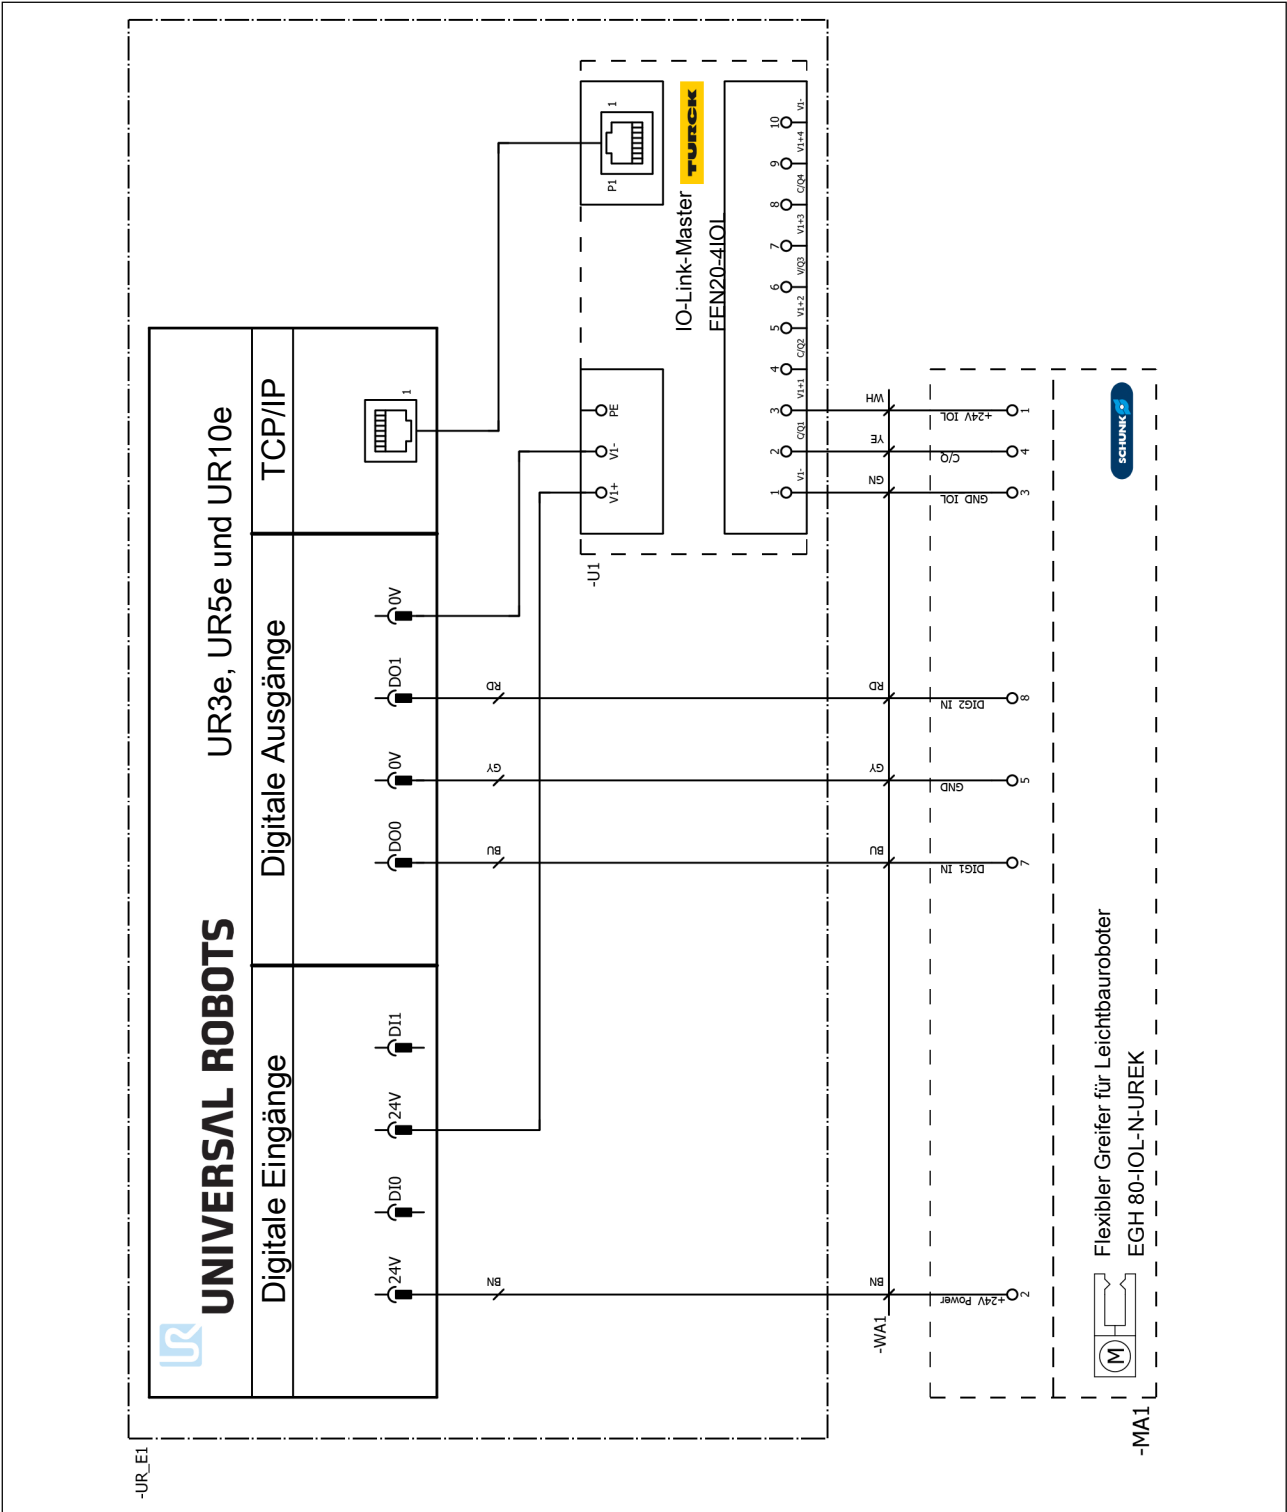 -UR_E1
UNIVERSAL ROBOTS
UR3e, UR5e und UR10e
Digitale Eingänge
Digitale Ausgänge
TCP/IP
24V
DI0
24V
DI1
DO0
0V
DO1
0V
1
BN
BU
GY
RD
-U1
V1+
V1-
PE
P1
1
IO-Link-Master
FEN20-4IOL
TURCK
1
2
3
4
5
6
7
8
9
10
V1-
C/Q1
V1+1
C/Q2
V1+2
V/Q3
V1+3
C/Q4
V1+4
V1-
-WA1
BN
BU
GY
RD
GN
YE
WH
+24V Power
DIG1 IN
GND
DIG2 IN
GND IOL
C/Q
+24V IOL
2
7
5
8
3
4
1
-MA1
M
Flexibler Greifer für Leichtbauroboter
EGH 80-IOL-N-UREK
SCHUNK
UR